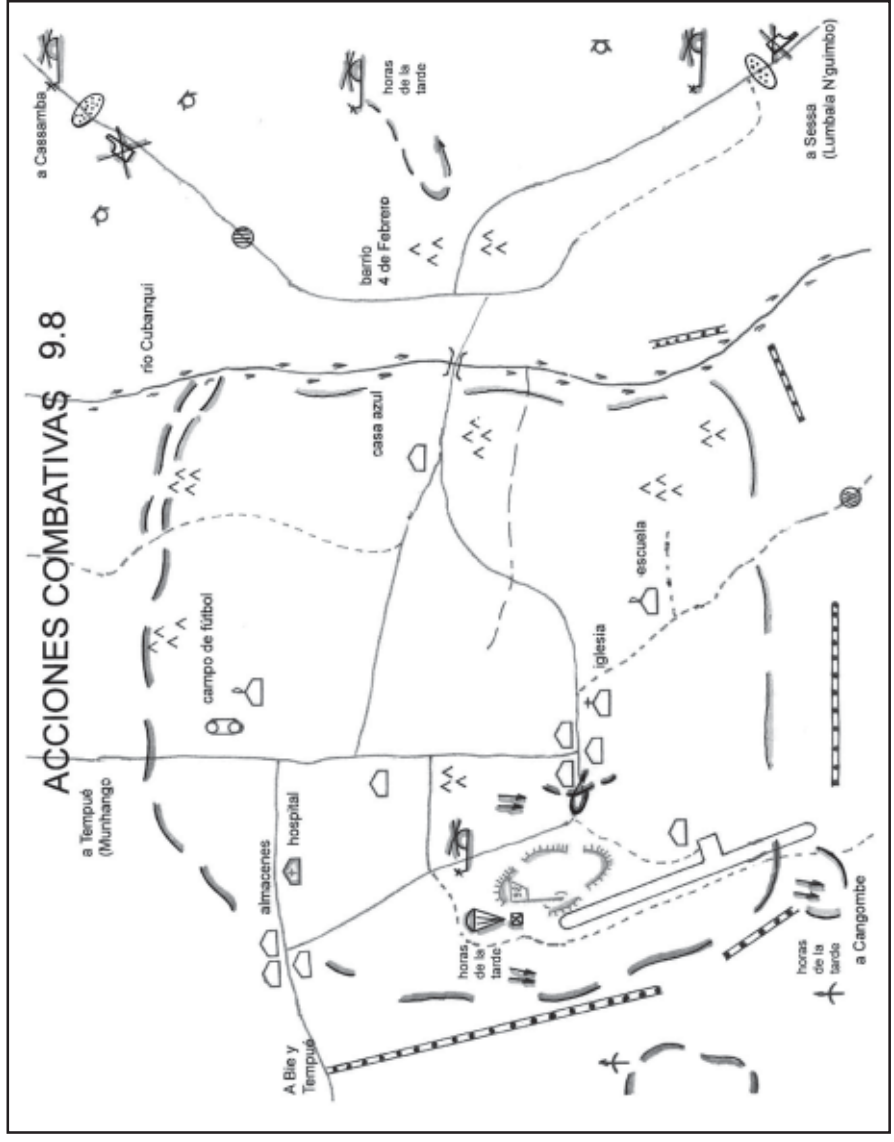 ACCIONES COMBATIVAS 9.8
a Tempué
(Munhango)
campo de fútbol
río Cubanqui
a Cassamba
almacenes
hospital
casa azul
barrio
4 de Febrero
horas
de la
tarde
A Bie y
Tempué
horas
de la
tarde
iglesia
escuela
horas
de la
tarde
a Cangombe
a Sessa
(Lumbala N'guimbo)